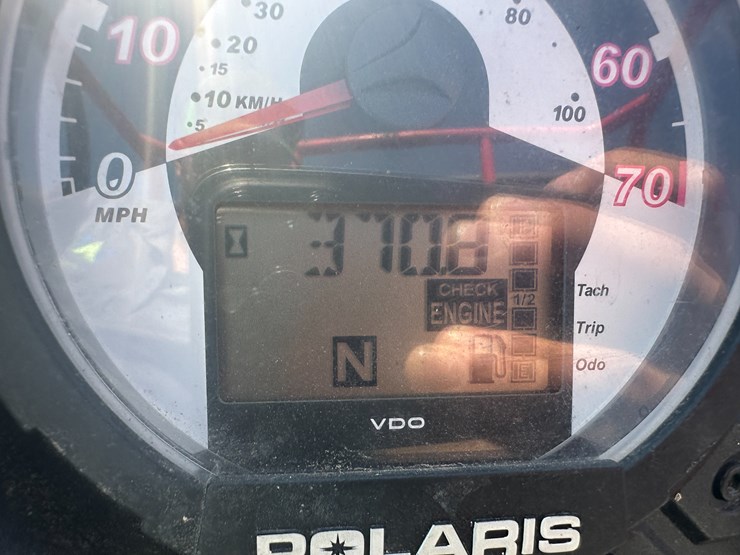 30
80
10
20
60
15
10 KM/H
100
5
0
70
MPH
370.8
CHECK
ENGINE
1/2
Tach
Trip
Odo
N
E
VDO
POLARIS